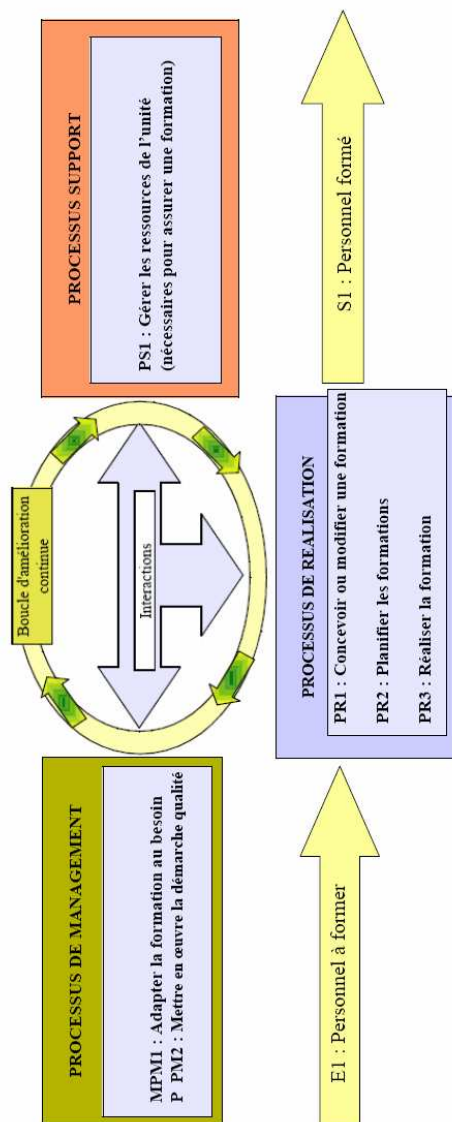 PROCESSUS DE MANAGEMENT
MPM1 : Adapter la formation au besoin
P PM2 : Mettre en œuvre la démarche qualité
Boucle d'amélioration
continue
Interactions
PROCESSUS SUPPORT
PS1 : Gérer les ressources de l'unité
(nécessaires pour assurer une formation)
E1 : Personnel à former
PROCESSUS DE REALISATION
PR1 : Concevoir ou modifier une formation
PR2 : Planifier les formations
PR3 : Réaliser la formation
S1 : Personnel formé